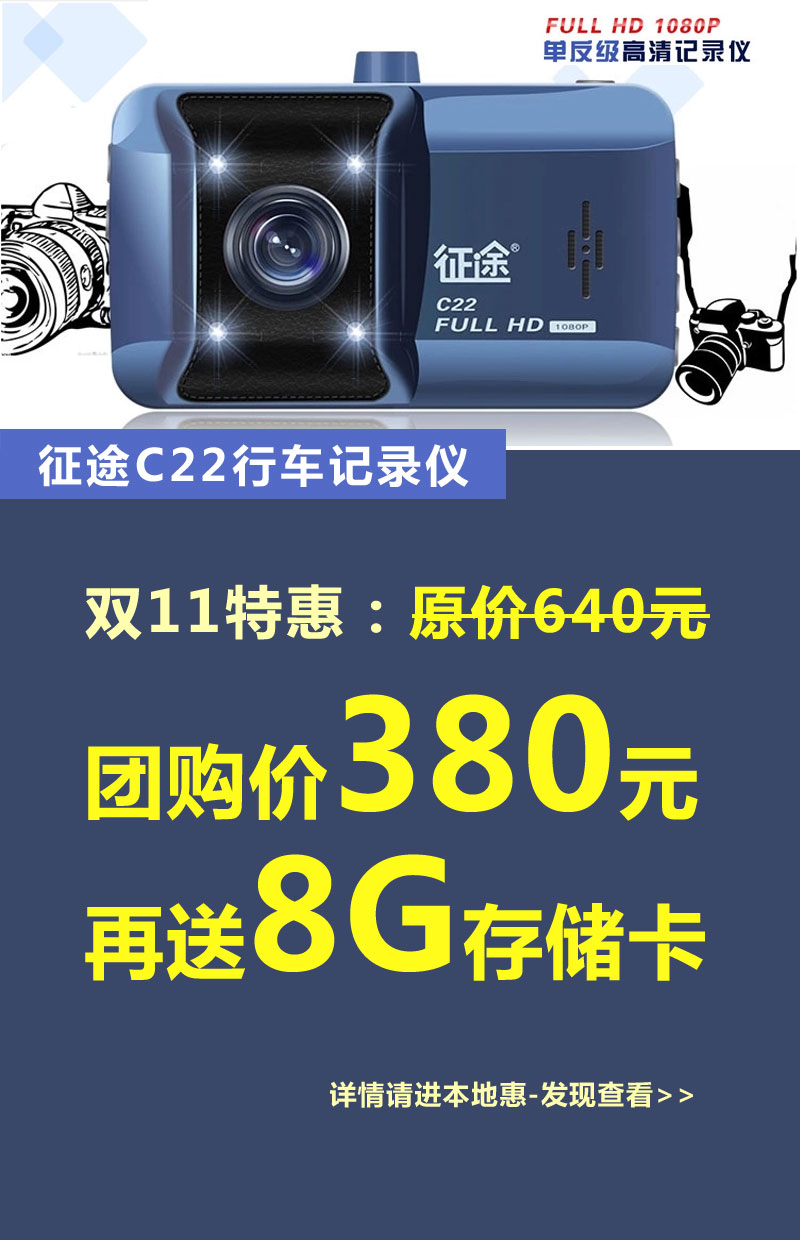 FULL HD 1080P
单反级高清记录仪
征途®
C22
FULL HD 1080P
征途C22行车记录仪
双11特惠：原价640元
团购价380元
再送8G存储卡
详情请进本地惠-发现查看>>